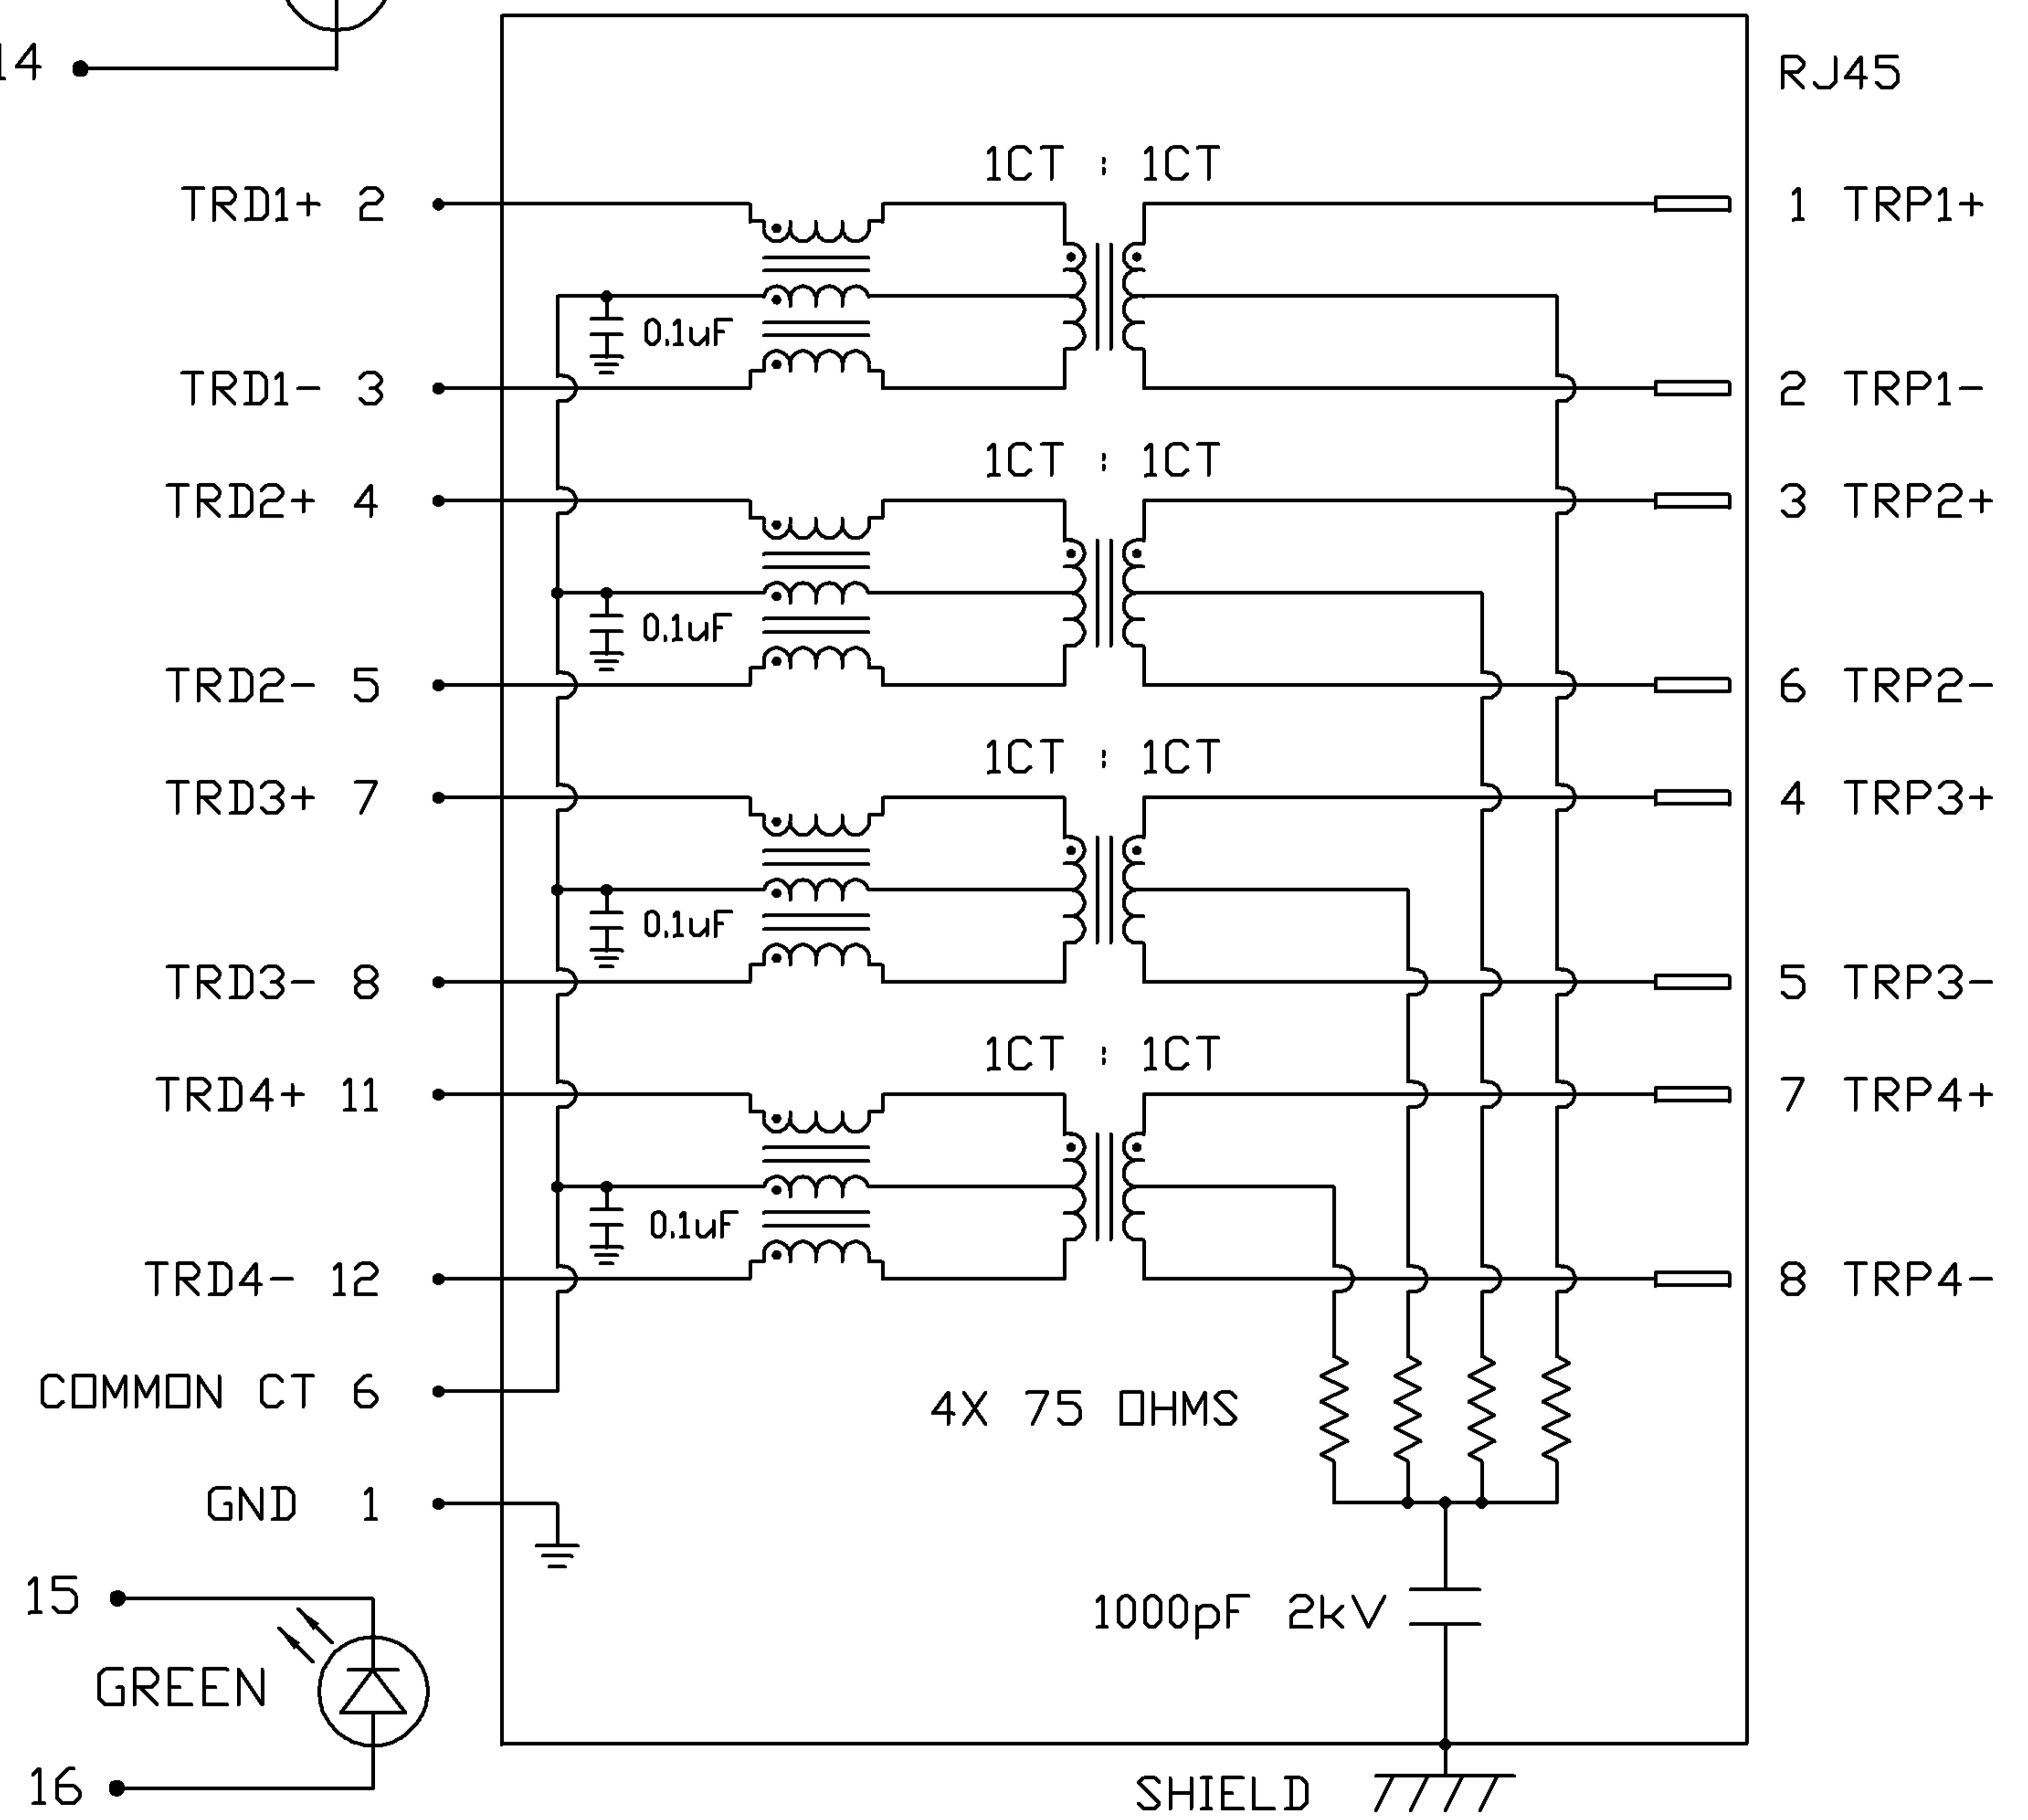 14
RJ45
1CT : 1CT
TRD1+ 2
1 TRP1+
0.1uF
TRD1- 3
2 TRP1-
1CT : 1CT
TRD2+ 4
3 TRP2+
0.1uF
TRD2- 5
6 TRP2-
1CT : 1CT
TRD3+ 7
4 TRP3+
0.1uF
TRD3- 8
5 TRP3-
1CT : 1CT
TRD4+ 11
7 TRP4+
0.1uF
TRD4- 12
8 TRP4-
COMMON CT 6
4X 75 OHMS
GND 1
15
1000pF 2kV
GREEN
16
SHIELD